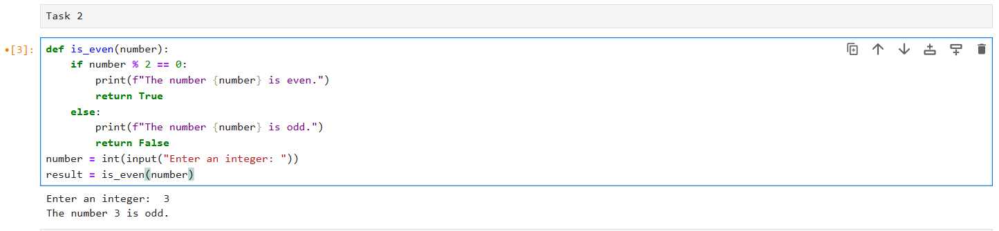 Task 2
•[3]:
def is_even(number):
    if number % 2 == 0:
        print(f"The number {number} is even.")
        return True
    else:
        print(f"The number {number} is odd.")
        return False
number = int(input("Enter an integer: "))
result = is_even(number)
Enter an integer:  3
The number 3 is odd.